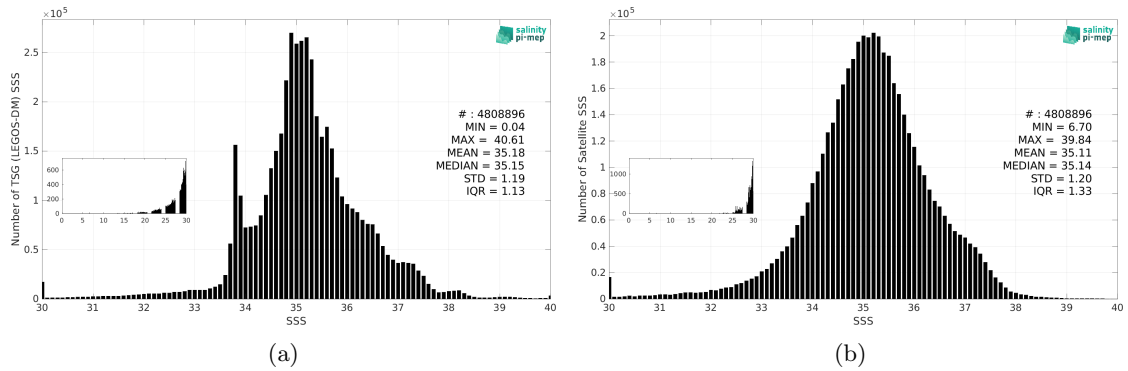 ×10⁵
salinity
pi-mep
2.5
2
1.5
1
0.5
0
Number of TSG (LEGOS-DM) SSS
# : 4808896
MIN = 0.04
MAX = 40.61
MEAN = 35.18
MEDIAN = 35.15
STD = 1.19
IQR = 1.13
600
400
200
0
0 5 10 15 20 25 30
30 31 32 33 34 35 36 37 38 39 40
SSS
(a)
×10⁵
salinity
pi-mep
2
1.8
1.6
1.4
1.2
1
0.8
0.6
0.4
0.2
0
Number of Satellite SSS
# : 4808896
MIN = 6.70
MAX = 39.84
MEAN = 35.11
MEDIAN = 35.14
STD = 1.20
IQR = 1.33
1000
500
0
0 5 10 15 20 25 30
30 31 32 33 34 35 36 37 38 39 40
SSS
(b)